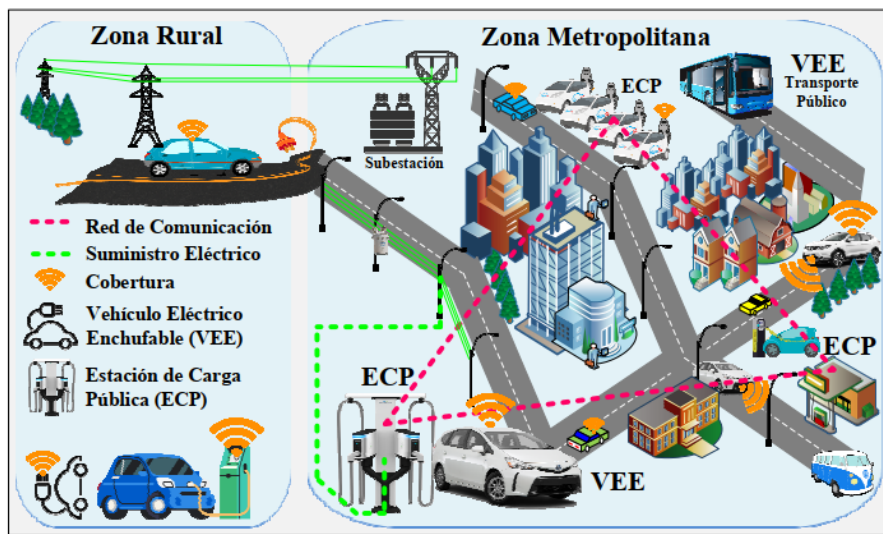 Zona Rural
Zona Metropolitana
VEE
Transporte
Público
ECP
Subestación
Red de Comunicación
Suministro Eléctrico
Cobertura
Vehículo Eléctrico
Enchufable (VEE)
Estación de Carga
Pública (ECP)
ECP
ECP
VEE